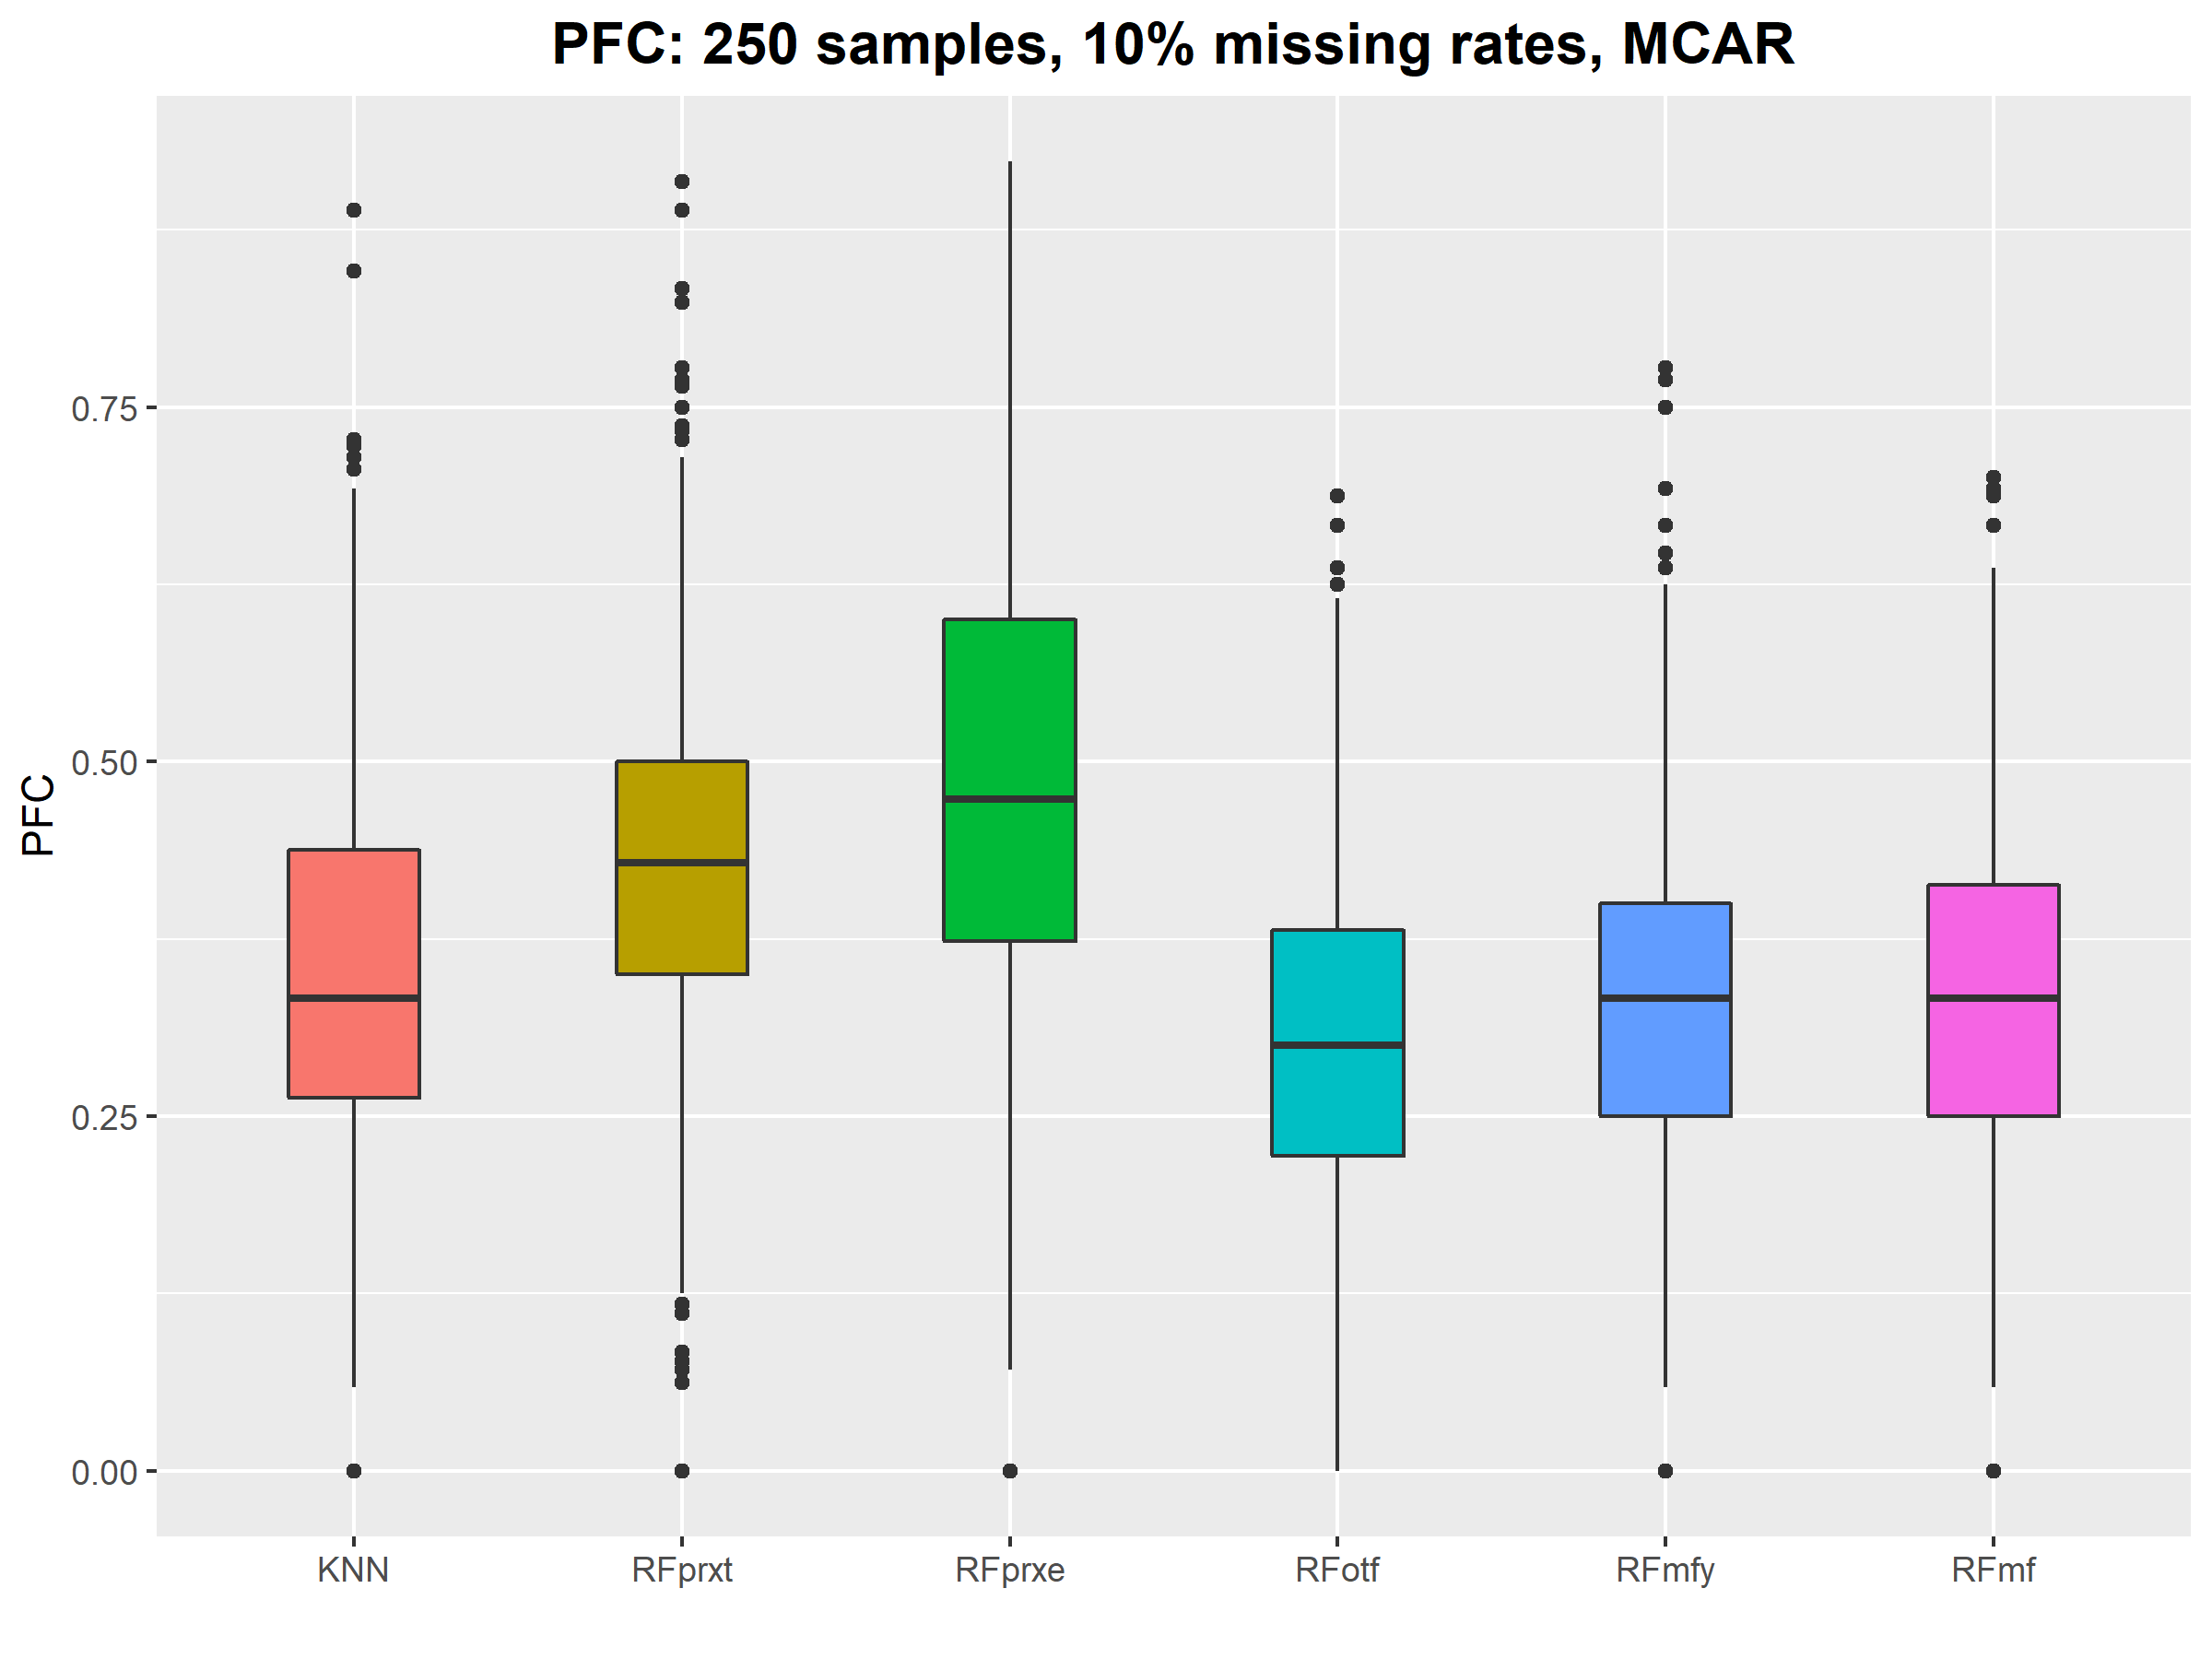 PFC: 250 samples, 10% missing rates, MCAR
PFC
0.75
0.50
0.25
0.00
KNN RFprxt RFprxe RFotf RFmfy RFmf